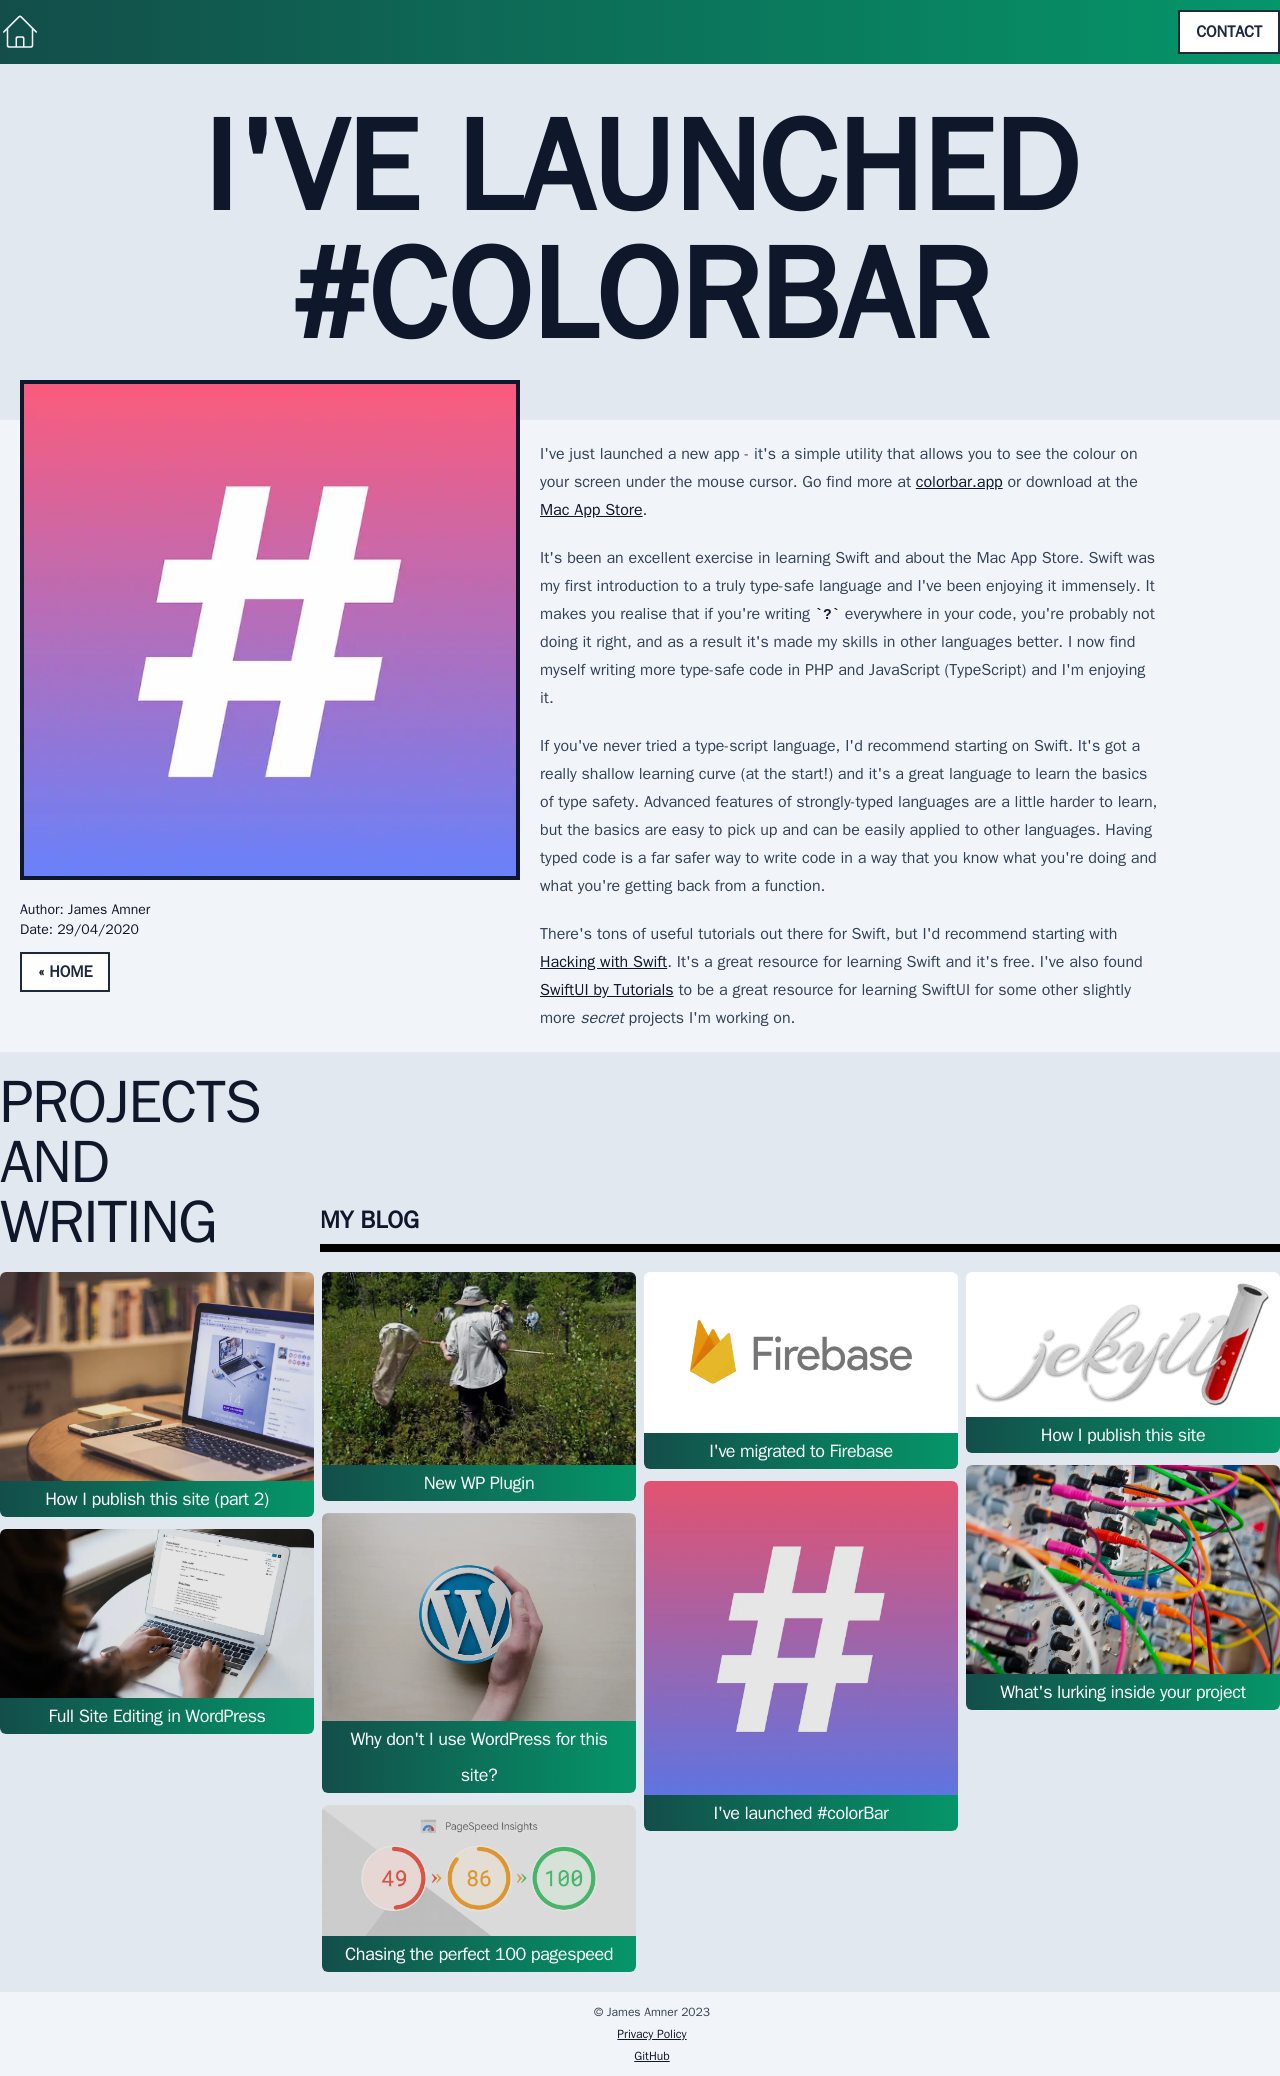 CONTACT
I'VE LAUNCHED
#COLORBAR
#
I've just launched a new app - it's a simple utility that allows you to see the colour on
your screen under the mouse cursor. Go find more at colorbar.app or download at the
Mac App Store.
It's been an excellent exercise in learning Swift and about the Mac App Store. Swift was
my first introduction to a truly type-safe language and I've been enjoying it immensely. It
makes you realise that if you're writing `?` everywhere in your code, you're probably not
doing it right, and as a result it's made my skills in other languages better. I now find
myself writing more type-safe code in PHP and JavaScript (TypeScript) and I'm enjoying
it.
If you've never tried a type-script language, I'd recommend starting on Swift. It's got a
really shallow learning curve (at the start!) and it's a great language to learn the basics
of type safety. Advanced features of strongly-typed languages are a little harder to learn,
but the basics are easy to pick up and can be easily applied to other languages. Having
typed code is a far safer way to write code in a way that you know what you're doing and
what you're getting back from a function.
There's tons of useful tutorials out there for Swift, but I'd recommend starting with
Hacking with Swift. It's a great resource for learning Swift and it's free. I've also found
SwiftUI by Tutorials to be a great resource for learning SwiftUI for some other slightly
more secret projects I'm working on.
Author: James Amner
Date: 29/04/2020
« HOME
PROJECTS
AND
WRITING
MY BLOG
How I publish this site (part 2)
Full Site Editing in WordPress
New WP Plugin
W
Why don't I use WordPress for this
site?
PageSpeed Insights
49 » 86 » 100
Chasing the perfect 100 pagespeed
Firebase
I've migrated to Firebase
#
I've launched #colorBar
jekyll
How I publish this site
What's lurking inside your project
© James Amner 2023
Privacy Policy
GitHub